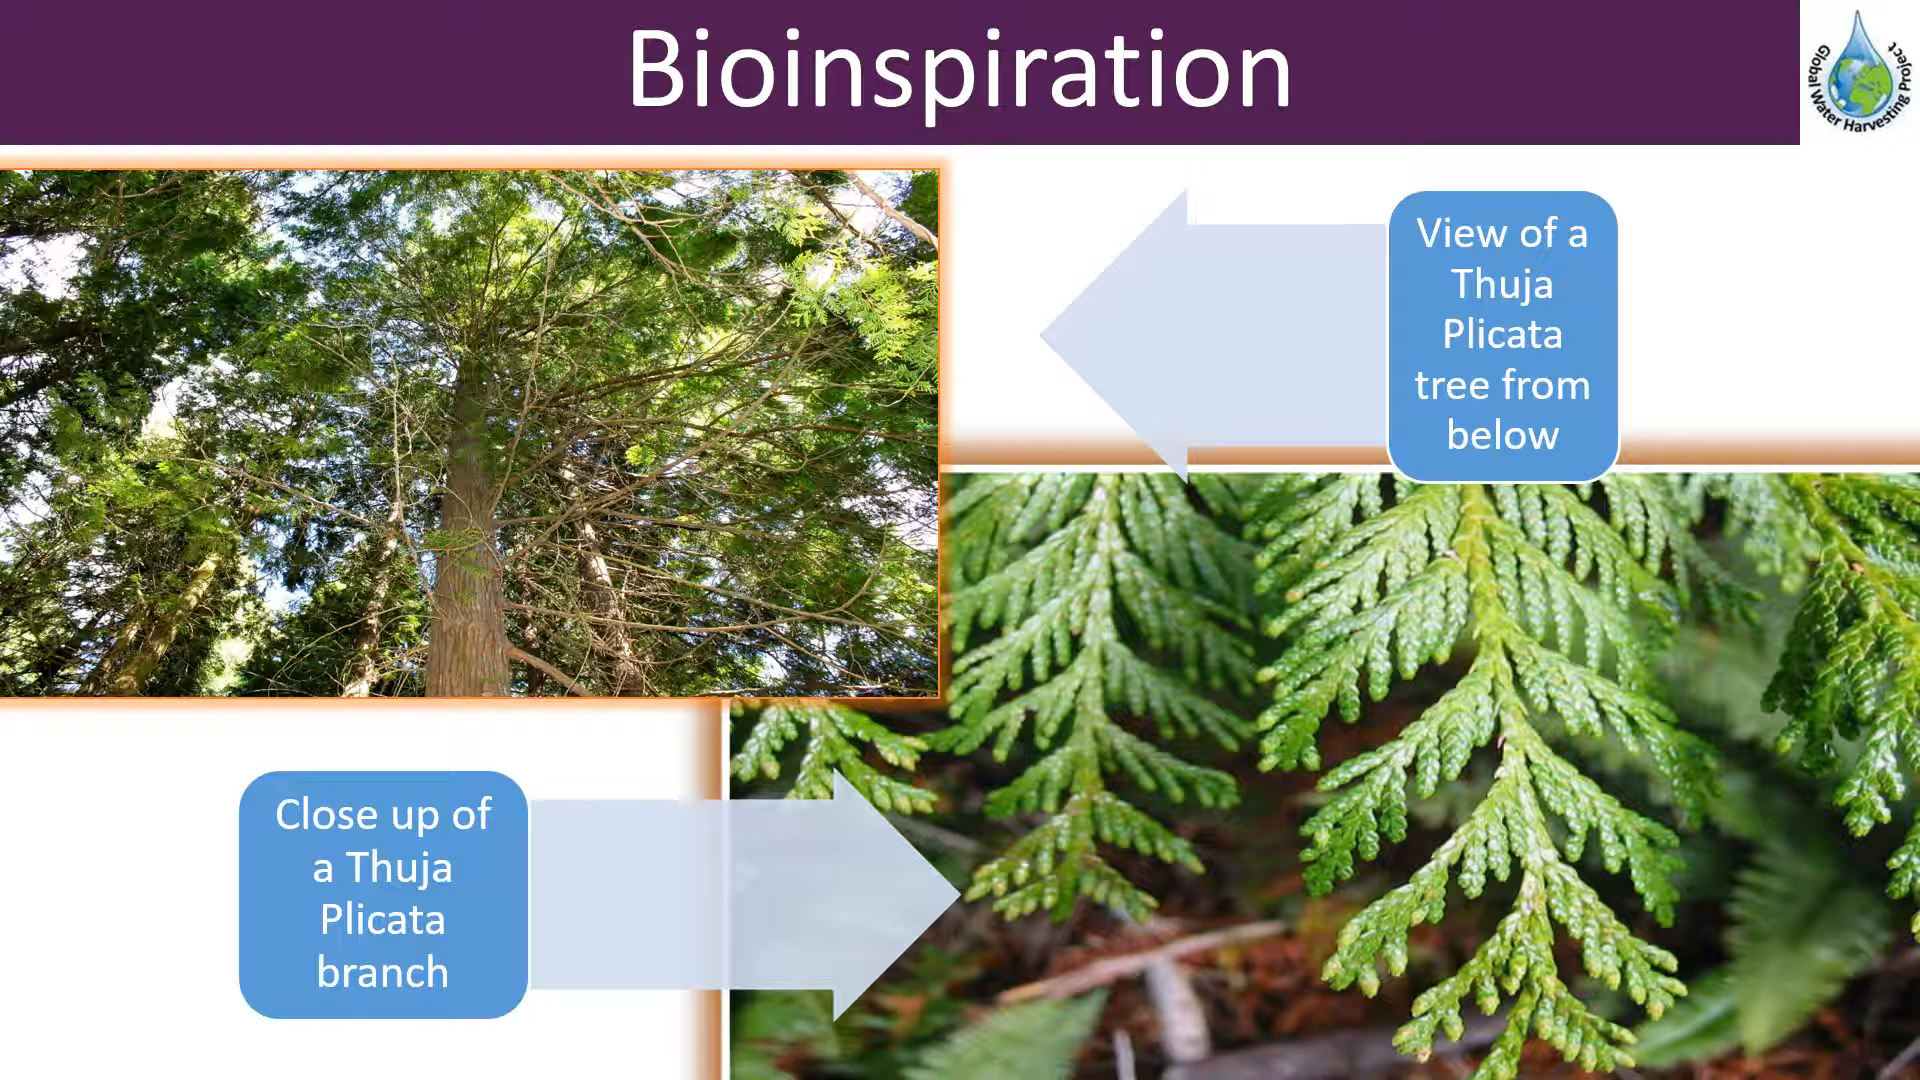 Bioinspiration
Global Water Harvesting Project
View of a
Thuja
Plicata
tree from
below
Close up of
a Thuja
Plicata
branch